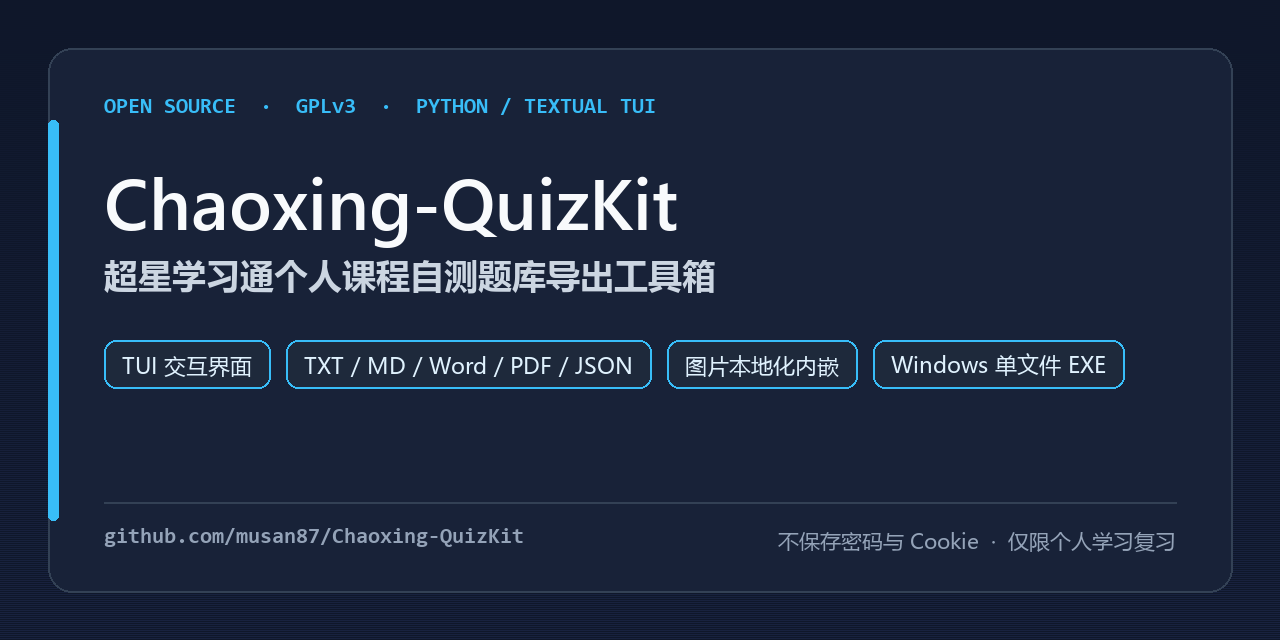 OPEN SOURCE · GPLv3 · PYTHON / TEXTUAL TUI
Chaoxing-QuizKit
超星学习通个人课程自测题库导出工具箱
TUI 交互界面 TXT / MD / Word / PDF / JSON 图片本地化内嵌 Windows 单文件 EXE
github.com/musan87/Chaoxing-QuizKit 不保存密码与 Cookie · 仅限个人学习复习